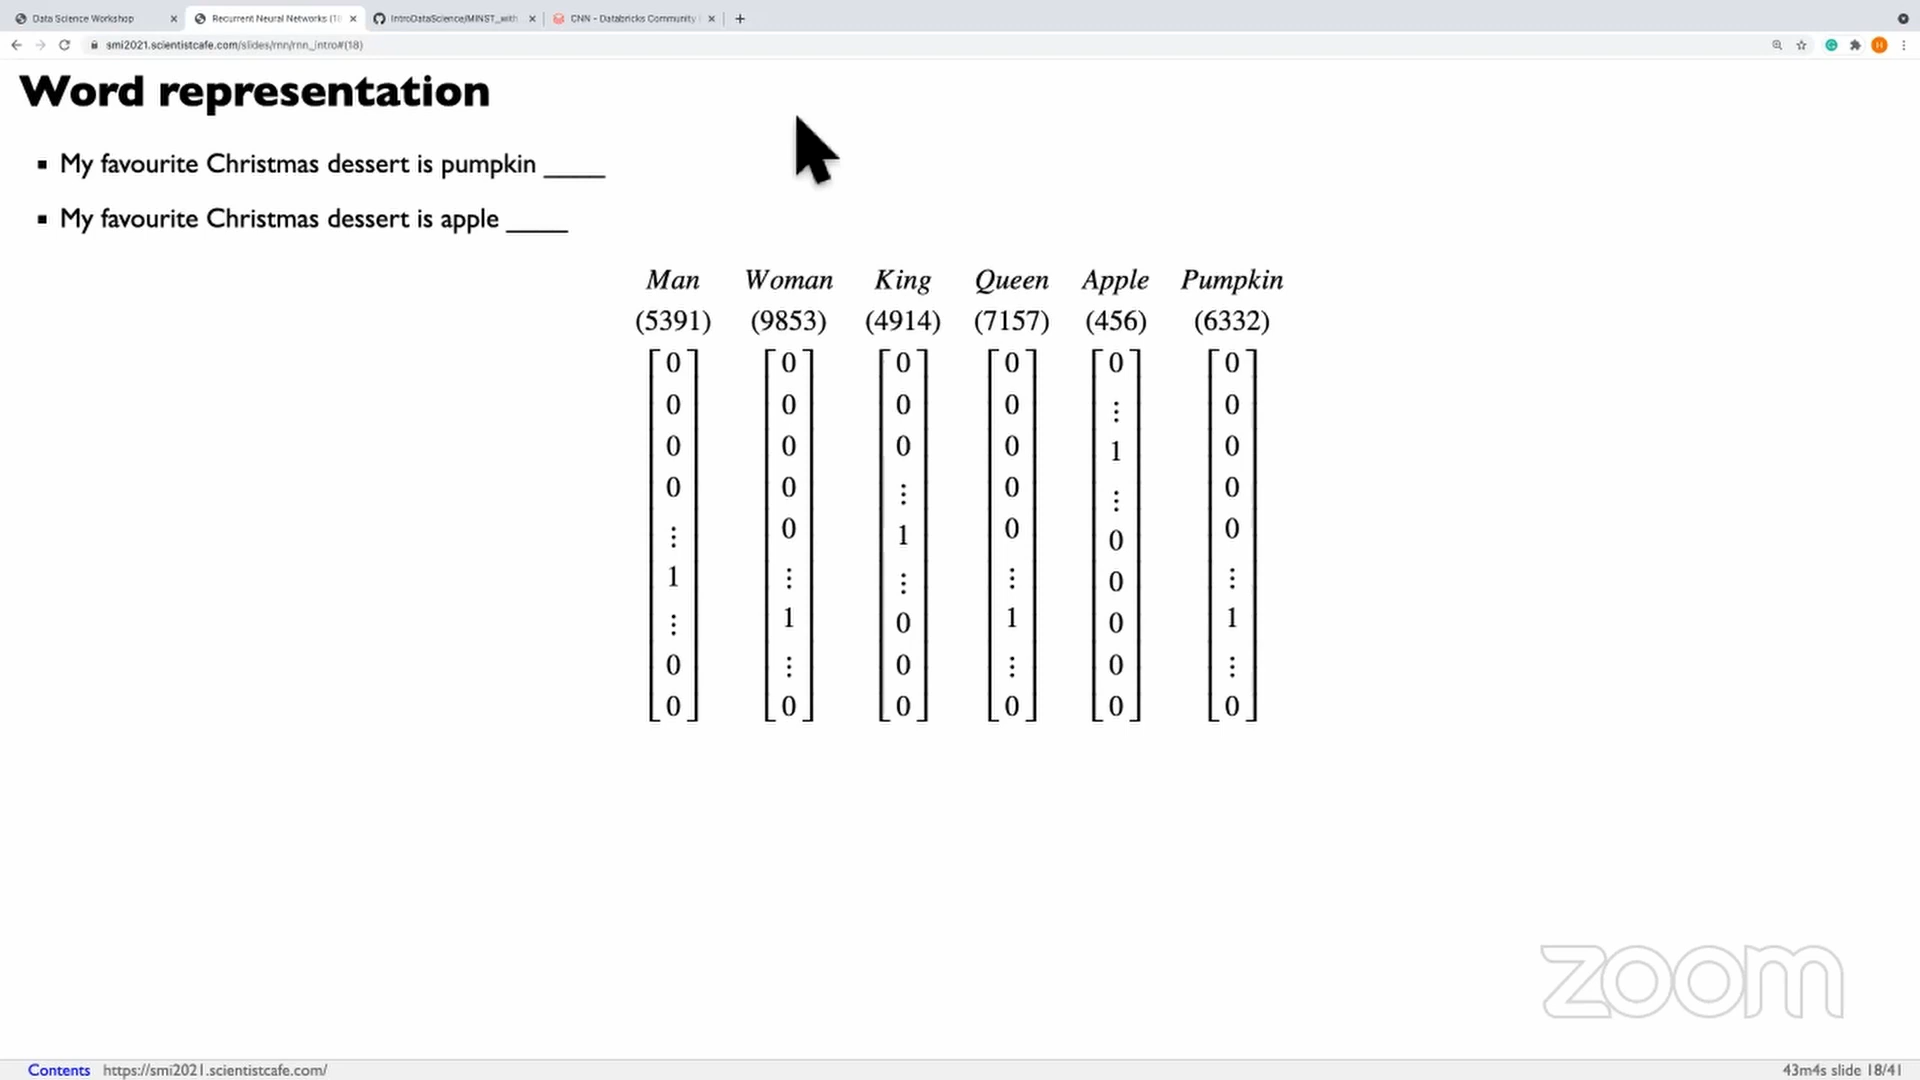 Data Science Workshop
Recurrent Neural Networks (
IntroDataScience/MINST_with
CNN - Databricks Community
smi2021.scientistcafe.com/slides/rnn/rnn_intro#(18)
H
Word representation
My favourite Christmas dessert is pumpkin _____
My favourite Christmas dessert is apple _____
Man Woman King Queen Apple Pumpkin
(5391) (9853) (4914) (7157) (456) (6332)
0 0 0 0 0 0
0 0 0 0 ⋮ 0
0 0 0 0 1 0
0 0 ⋮ 0 ⋮ 0
⋮ 0 1 0 0 0
1 ⋮ ⋮ ⋮ 0 ⋮
⋮ 1 0 1 0 1
0 ⋮ 0 ⋮ 0 ⋮
0 0 0 0 0 0
zoom
Contents https://smi2021.scientistcafe.com/ 43m4s slide 18/41